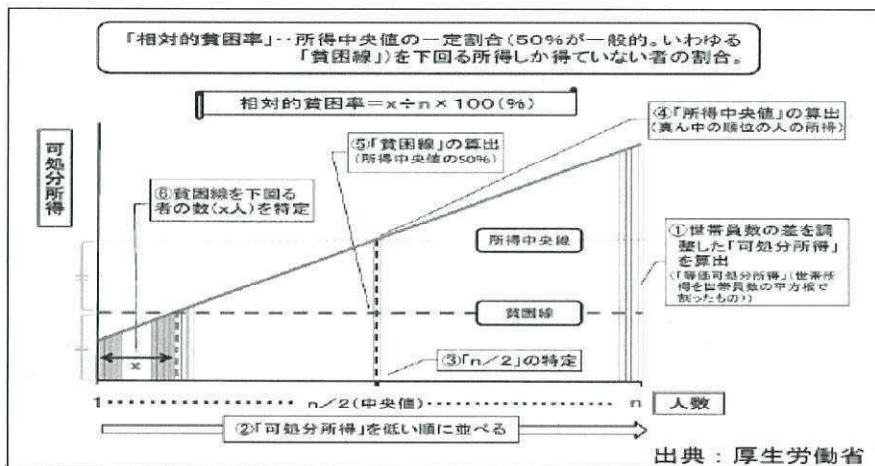 「相対的貧困率」‥所得中央値の一定割合(50%が一般的。いわゆる
「貧困線」)を下回る所得しか得ていない者の割合。
相対的貧困率=x÷n×100(%)
④「所得中央値」の算出
(真ん中の順位の人の所得)
⑤「貧困線」の算出
(所得中央値の50%)
可処分所得
⑥貧困線を下回る
者の数(x人)を特定
所得中央線
①世帯員数の差を調
整した「可処分所得」
を算出
(「等価可処分所得」(世帯所
得を世帯員数の平方根で
割ったもの))
貧困線
x
③「n/2」の特定
1 n/2(中央値) n
人数
②「可処分所得」を低い順に並べる
出典:厚生労働省